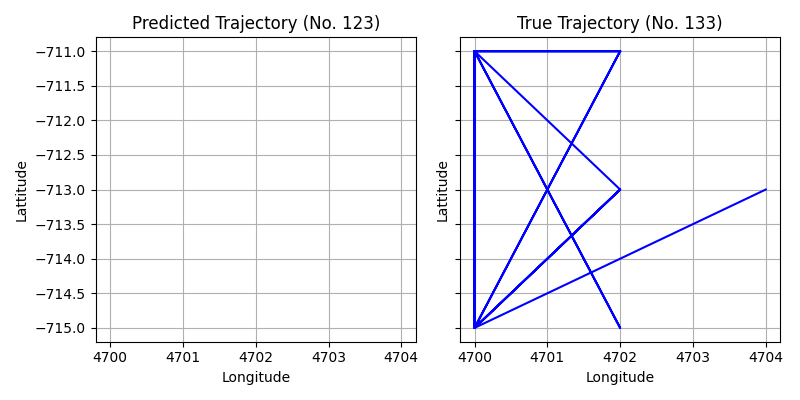 Predicted Trajectory (No. 123)
True Trajectory (No. 133)
−711.0
−711.5
−712.0
−712.5
−713.0
−713.5
−714.0
−714.5
−715.0
Lattitude
Lattitude
4700 4701 4702 4703 4704
4700 4701 4702 4703 4704
Longitude
Longitude